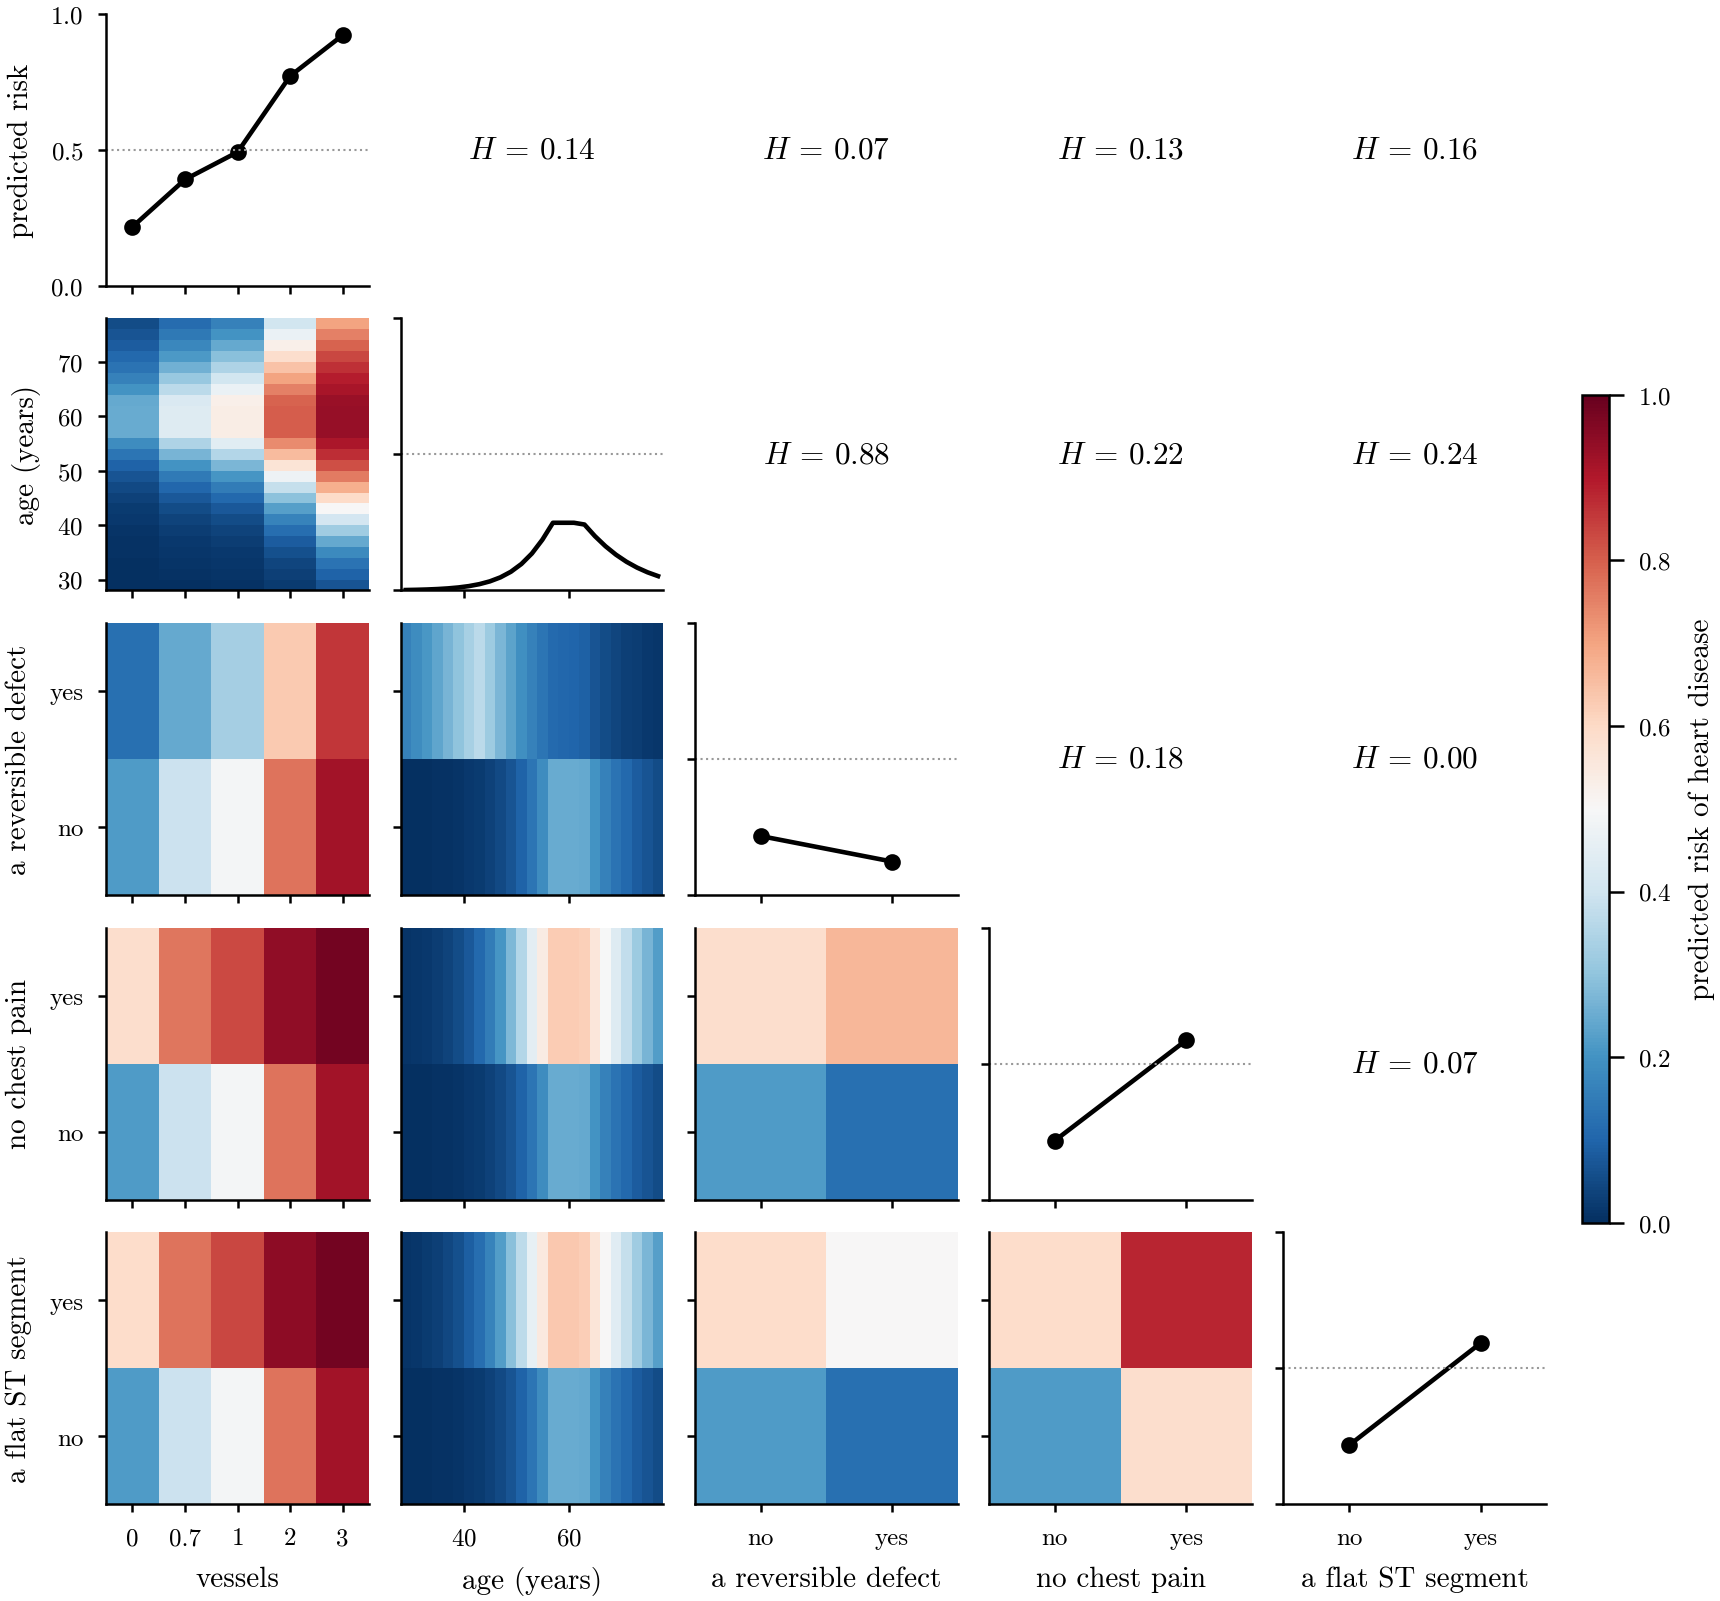 1.0
predicted risk
0.5
0.0
H = 0.14
H = 0.07
H = 0.13
H = 0.16
age (years)
70
60
50
40
30
H = 0.88
H = 0.22
H = 0.24
a reversible defect
yes
no
H = 0.18
H = 0.00
no chest pain
yes
no
H = 0.07
a flat ST segment
yes
no
0 0.7 1 2 3
vessels
40 60
age (years)
no yes
a reversible defect
no yes
no chest pain
no yes
a flat ST segment
1.0
0.8
0.6
0.4
0.2
0.0
predicted risk of heart disease